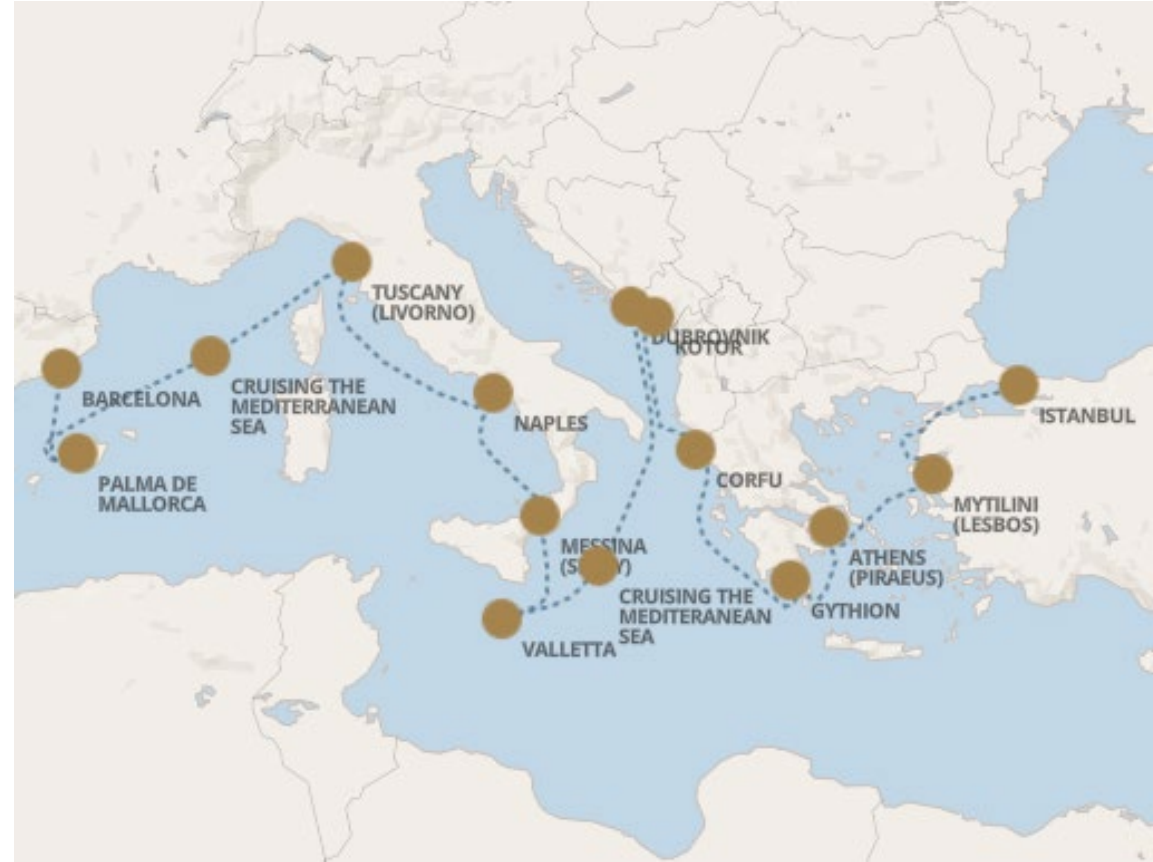 TUSCANY
(LIVORNO)
DUBROVNIK
KOTOR
BARCELONA
CRUISING THE
MEDITERRANEAN
SEA
ISTANBUL
NAPLES
PALMA DE
MALLORCA
CORFU
MYTILINI
(LESBOS)
MESSINA
ATHENS
(PIRAEUS)
CRUISING THE
MEDITERANEAN
SEA
GYTHION
VALLETTA